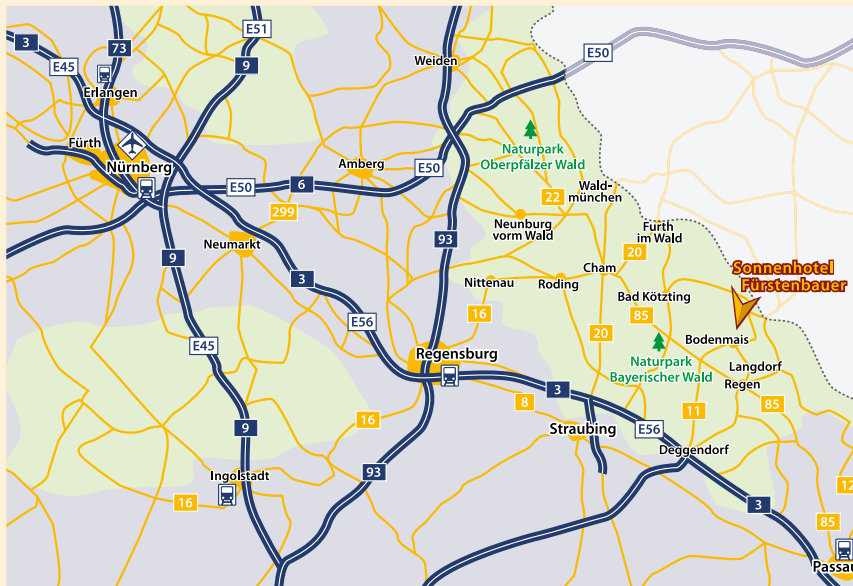 E51
3
73
E50
E45
9
Weiden
Erlangen
Fürth
Naturpark
Oberpfälzer Wald
Nürnberg
Amberg
E50
E50
6
Wald-
münchen
22
299
Neunburg
vorm Wald
Furth
im Wald
Neumarkt
93
20
9
Cham
Sonnenhotel
Fürstenbauer
3
Nittenau
Roding
Bad Kötzting
16
85
E56
20
E45
Bodenmais
Regensburg
Naturpark
Bayerischer Wald
Langdorf
Regen
3
8
11
85
16
9
Straubing
E56
Deggendorf
93
Ingolstadt
16
12
3
85
Passau